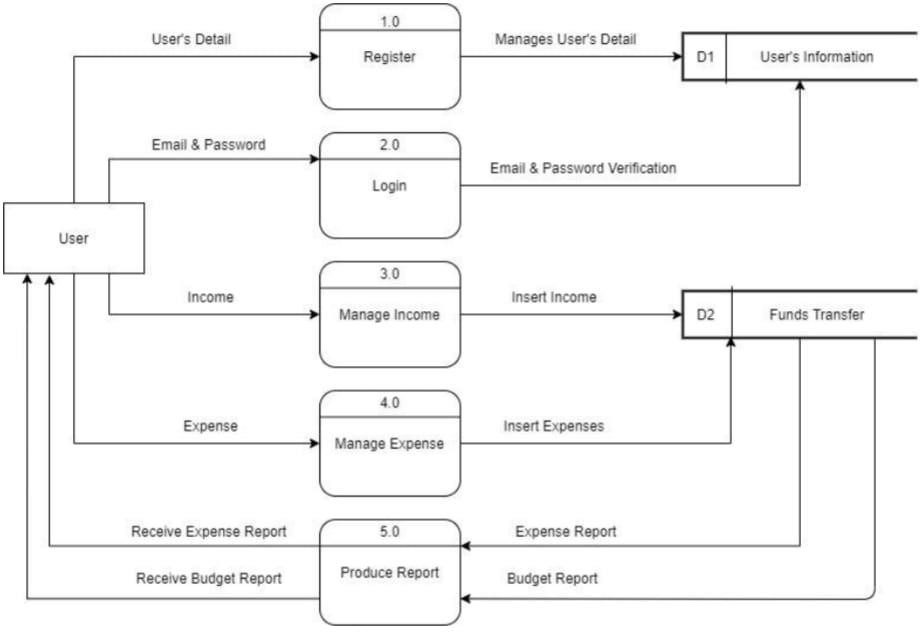 1.0
User's Detail
Manages User's Detail
Register
D1
User's Information
2.0
Email & Password
Email & Password Verification
Login
User
3.0
Income
Insert Income
Manage Income
D2
Funds Transfer
4.0
Expense
Insert Expenses
Manage Expense
5.0
Receive Expense Report
Expense Report
Produce Report
Receive Budget Report
Budget Report